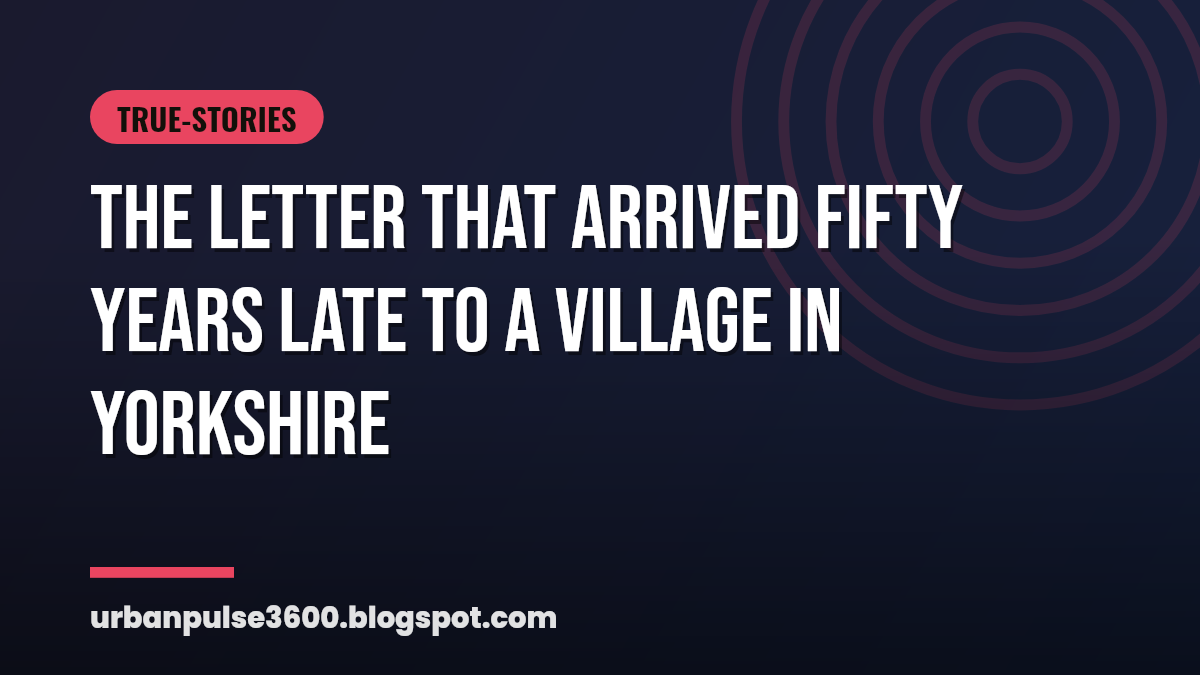 TRUE-STORIES
THE LETTER THAT ARRIVED FIFTY
YEARS LATE TO A VILLAGE IN
YORKSHIRE
urbanpulse3600.blogspot.com